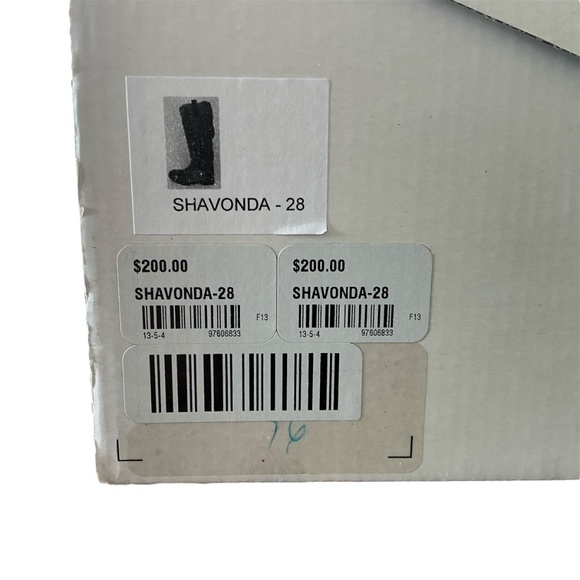 SHAVONDA - 28
$200.00
SHAVONDA-28
F13
13-5-4 97606833
$200.00
SHAVONDA-28
F13
13-5-4 97606833